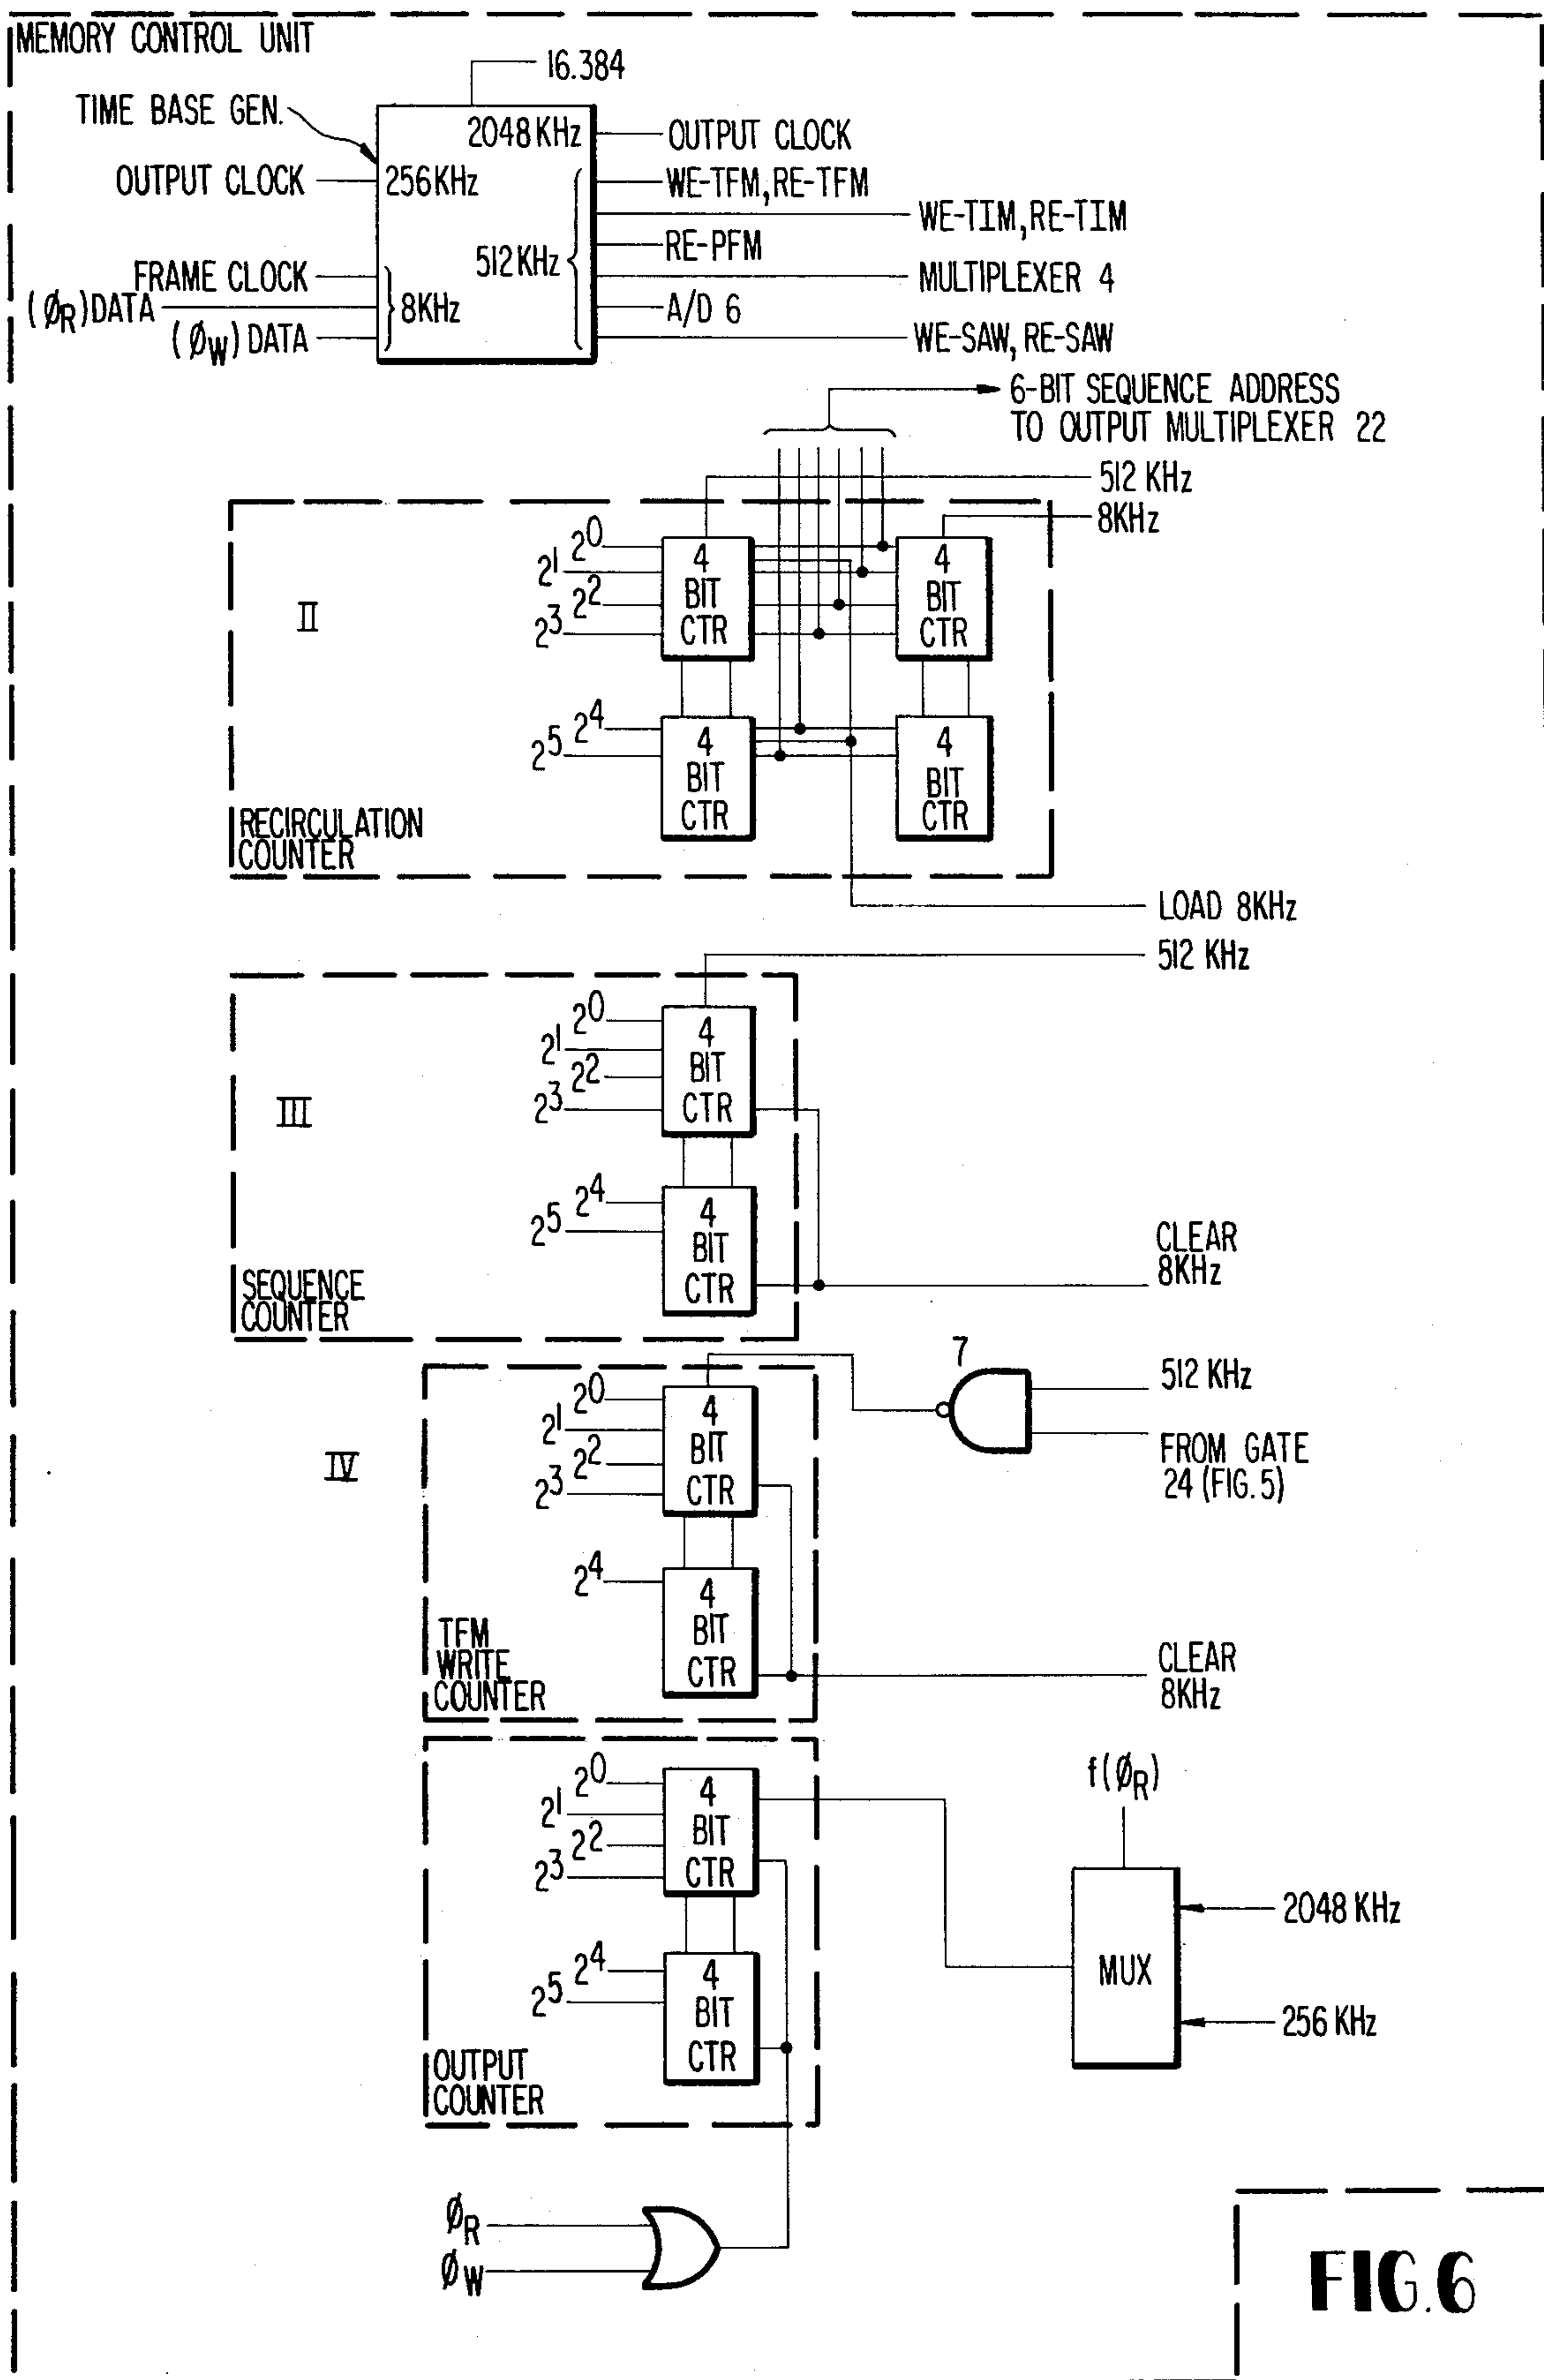 MEMORY CONTROL UNIT
16.384
TIME BASE GEN.
2048 KHz
OUTPUT CLOCK
OUTPUT CLOCK
256 KHz
WE-TFM, RE-TFM
WE-TIM, RE-TIM
RE-PFM
512 KHz
FRAME CLOCK
MULTIPLEXER 4
(ØR) DATA
8KHz
A/D 6
(ØW) DATA
WE-SAW, RE-SAW
6-BIT SEQUENCE ADDRESS
TO OUTPUT MULTIPLEXER 22
512 KHz
8KHz
II
2^0
2^1
2^2
2^3
4
BIT
CTR
4
BIT
CTR
2^4
2^5
4
BIT
CTR
4
BIT
CTR
RECIRCULATION
COUNTER
LOAD 8KHz
512 KHz
III
2^0
2^1
2^2
2^3
4
BIT
CTR
2^4
2^5
4
BIT
CTR
CLEAR
8KHz
SEQUENCE
COUNTER
7
512 KHz
FROM GATE
24 (FIG. 5)
IV
2^0
2^1
2^2
2^3
4
BIT
CTR
2^4
4
BIT
CTR
TFM
WRITE
COUNTER
CLEAR
8KHz
2^0
2^1
2^2
2^3
4
BIT
CTR
f(ØR)
2048 KHz
MUX
256 KHz
2^4
2^5
4
BIT
CTR
OUTPUT
COUNTER
ØR
ØW
FIG. 6